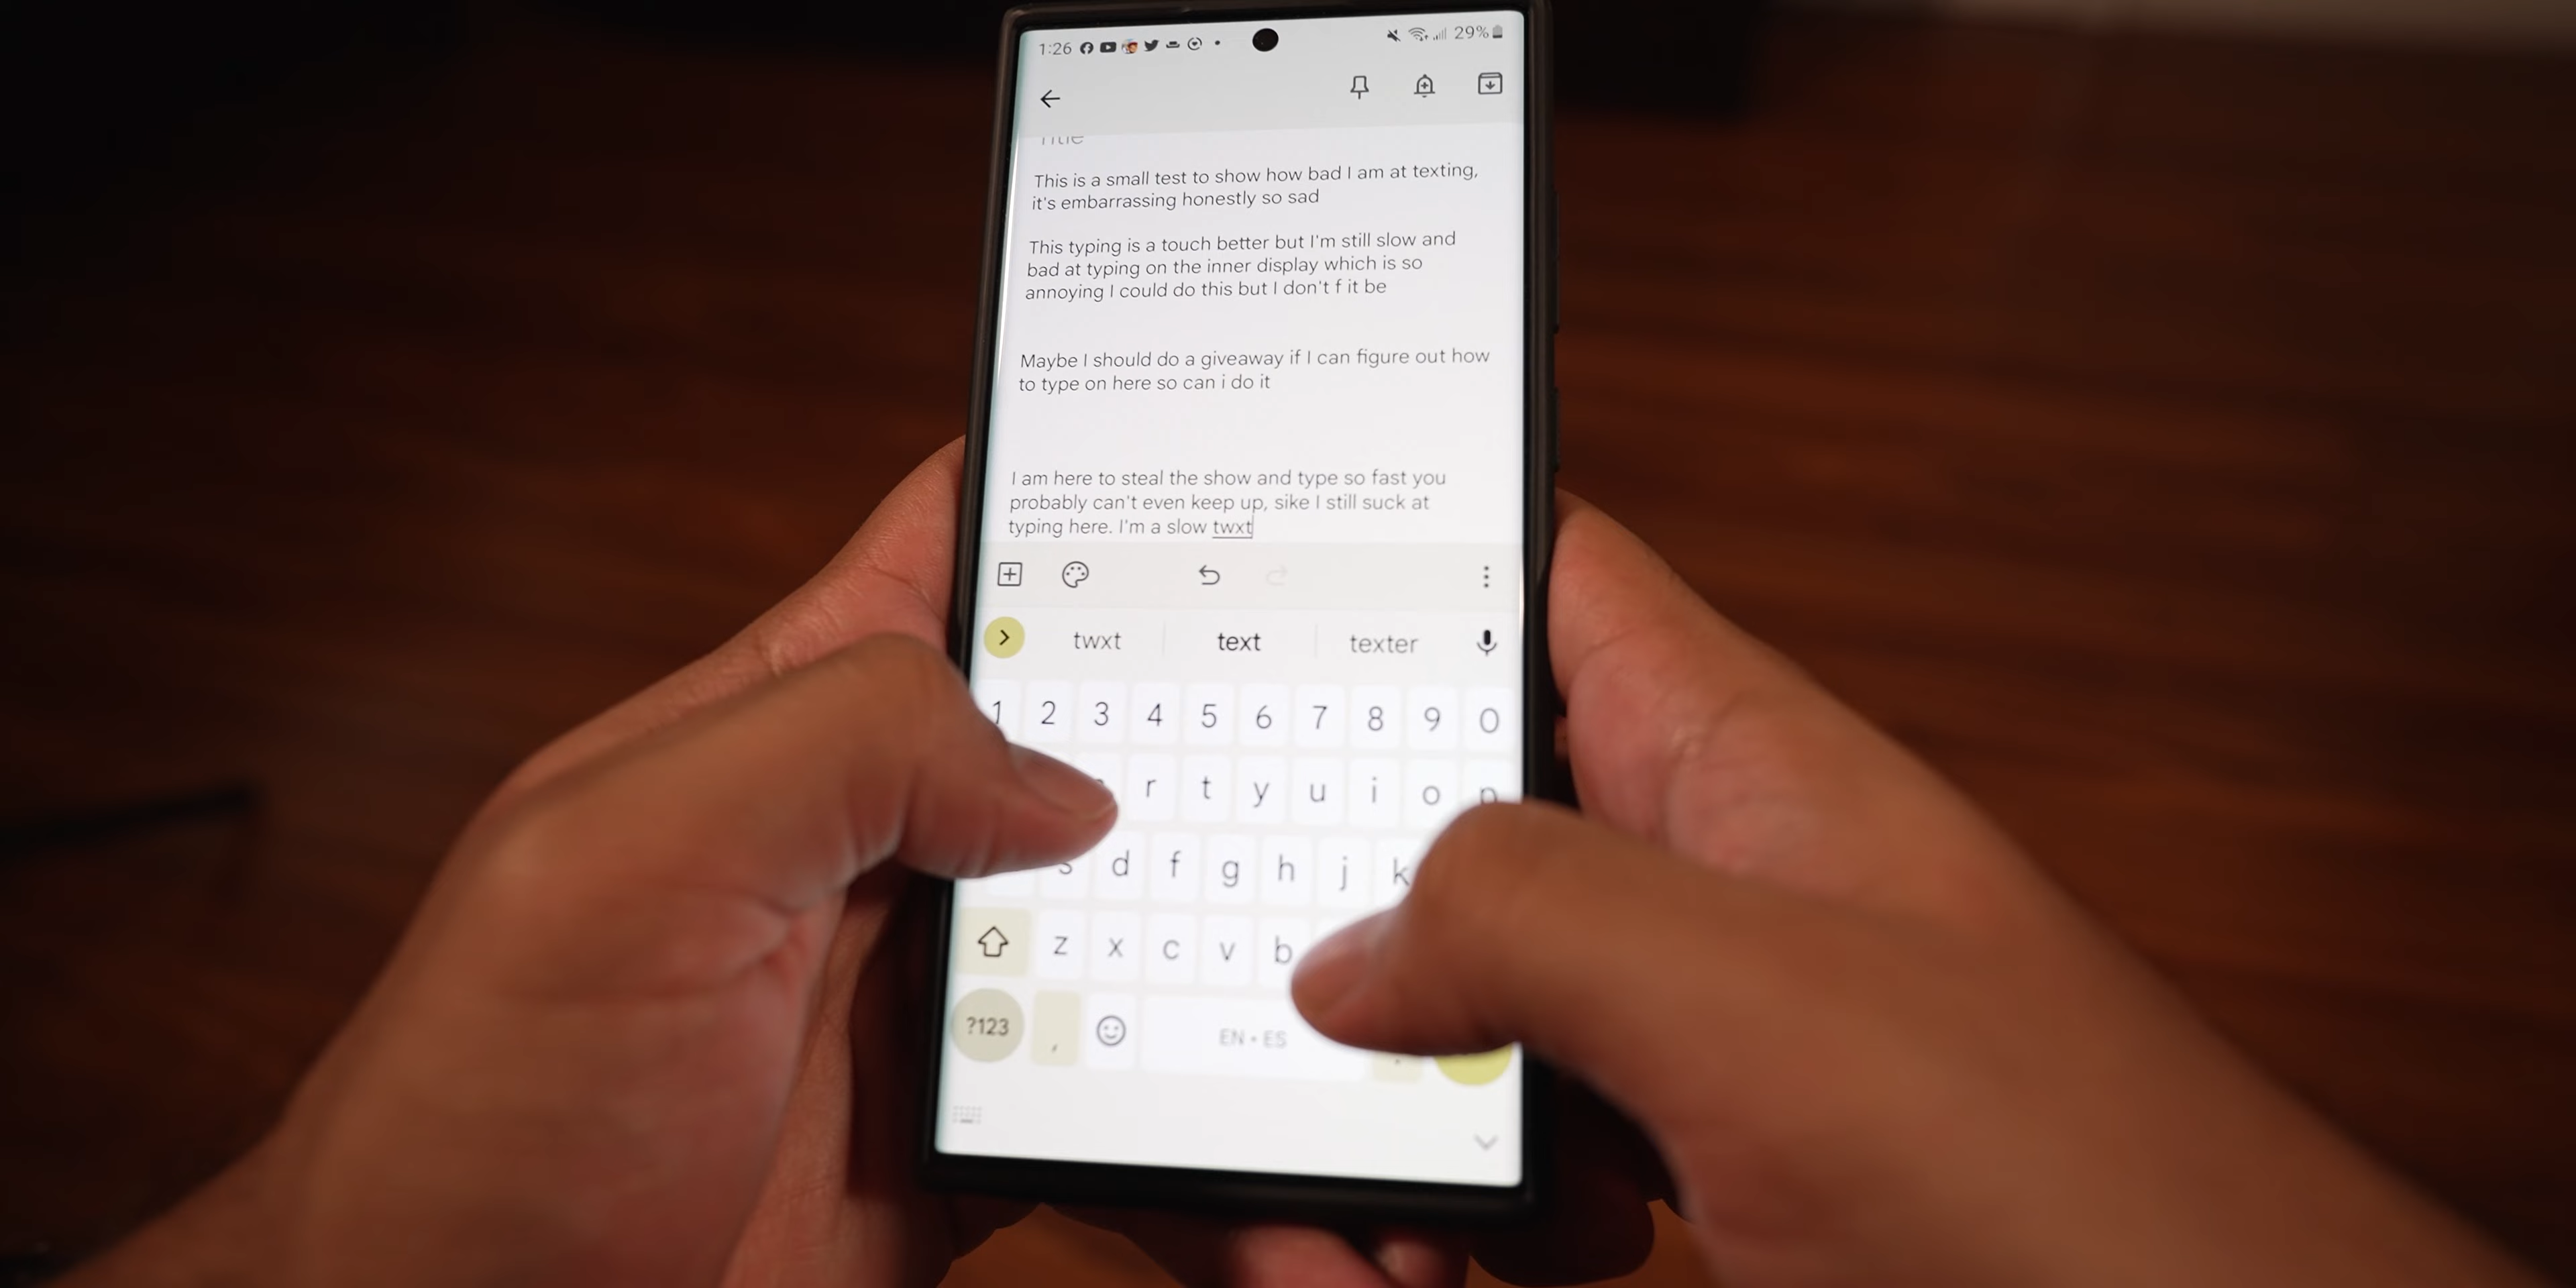 1:26
29%
Title
This is a small test to show how bad I am at texting,
it's embarrassing honestly so sad
This typing is a touch better but I'm still slow and
bad at typing on the inner display which is so
annoying I could do this but I don't f it be
Maybe I should do a giveaway if I can figure out how
to type on here so can i do it
I am here to steal the show and type so fast you
probably can't even keep up, sike I still suck at
typing here. I'm a slow twxt
twxt text texter
1 2 3 4 5 6 7 8 9 0
r t y u i o p
s d f g h j k
z x c v b
?123 , EN • ES